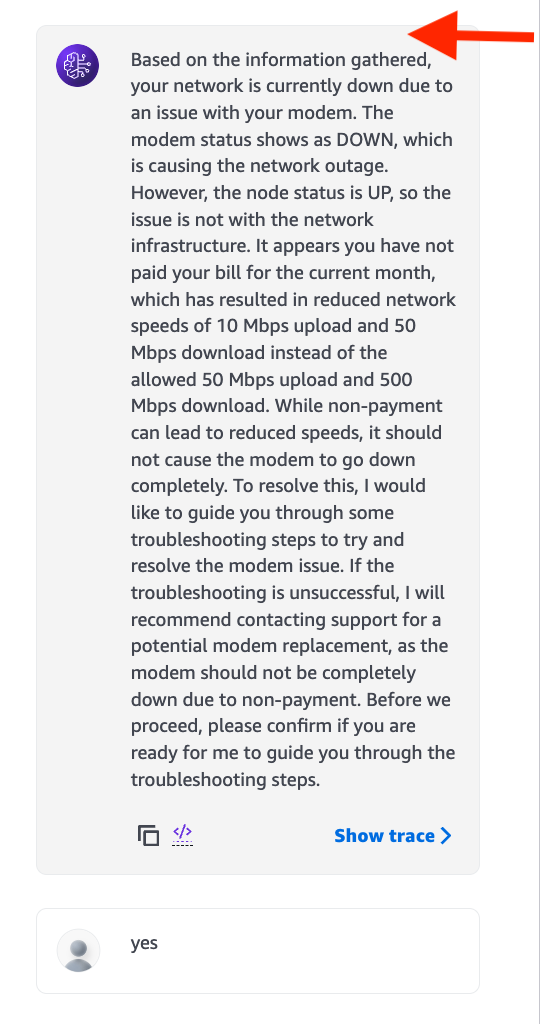 Based on the information gathered,
your network is currently down due to
an issue with your modem. The
modem status shows as DOWN, which
is causing the network outage.
However, the node status is UP, so the
issue is not with the network
infrastructure. It appears you have not
paid your bill for the current month,
which has resulted in reduced network
speeds of 10 Mbps upload and 50
Mbps download instead of the
allowed 50 Mbps upload and 500
Mbps download. While non-payment
can lead to reduced speeds, it should
not cause the modem to go down
completely. To resolve this, I would
like to guide you through some
troubleshooting steps to try and
resolve the modem issue. If the
troubleshooting is unsuccessful, I will
recommend contacting support for a
potential modem replacement, as the
modem should not be completely
down due to non-payment. Before we
proceed, please confirm if you are
ready for me to guide you through the
troubleshooting steps.
</> Show trace
yes